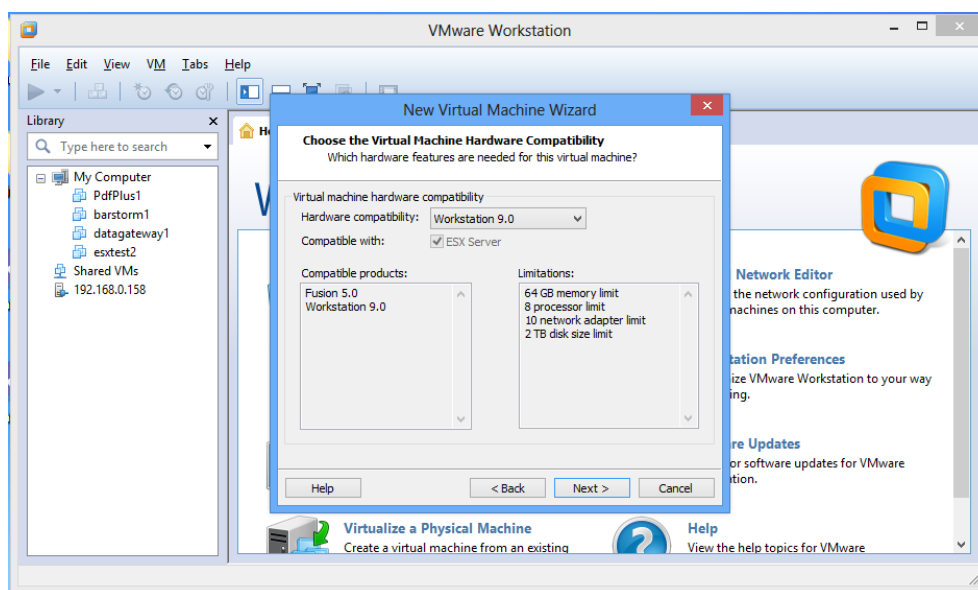 VMware Workstation
File Edit View VM Tabs Help
Library
Type here to search
My Computer
PdfPlus1
barstorm1
datagateway1
esxtest2
Shared VMs
192.168.0.158
New Virtual Machine Wizard
Choose the Virtual Machine Hardware Compatibility
Which hardware features are needed for this virtual machine?
Virtual machine hardware compatibility
Hardware compatibility: Workstation 9.0
Compatible with: ESX Server
Compatible products:
Fusion 5.0
Workstation 9.0
Limitations:
64 GB memory limit
8 processor limit
10 network adapter limit
2 TB disk size limit
Help < Back Next > Cancel
Network Editor
the network configuration used by
machines on this computer.
Preferences
VMware Workstation to your way
Updates
software updates for VMware
Virtualize a Physical Machine
Create a virtual machine from an existing
Help
View the help topics for VMware